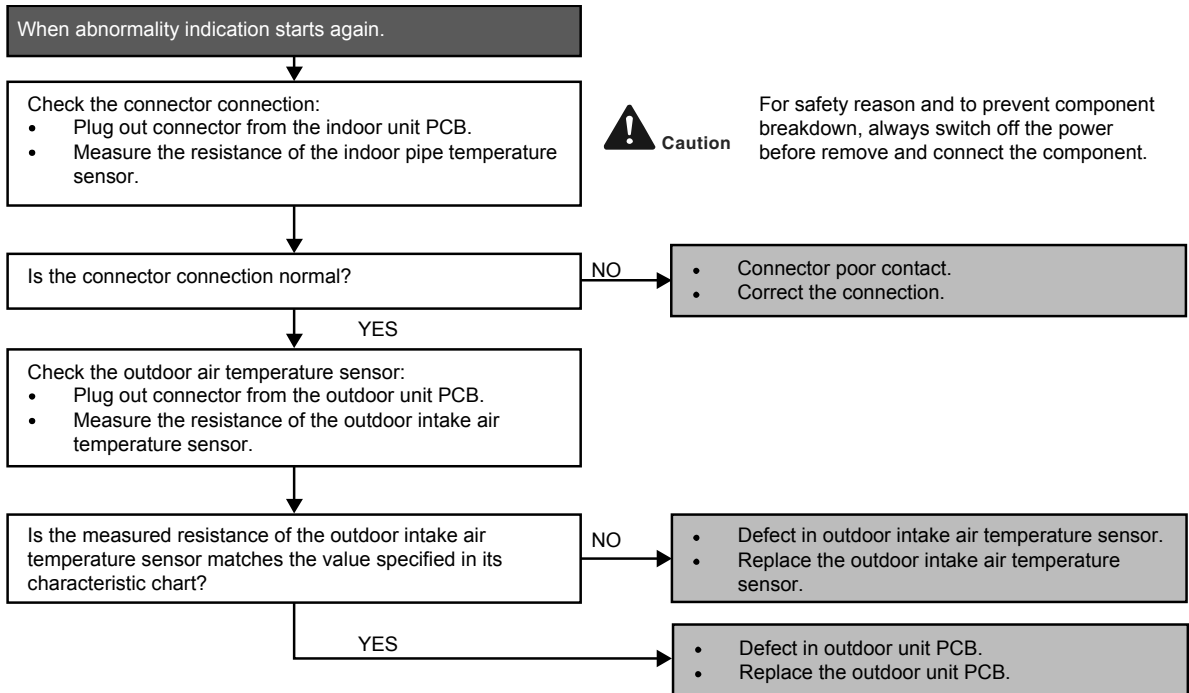 When abnormality indication starts again.
Check the connector connection:
• Plug out connector from the indoor unit PCB.
• Measure the resistance of the indoor pipe temperature
sensor.
Caution
For safety reason and to prevent component
breakdown, always switch off the power
before remove and connect the component.
Is the connector connection normal?
NO
• Connector poor contact.
• Correct the connection.
YES
Check the outdoor air temperature sensor:
• Plug out connector from the outdoor unit PCB.
• Measure the resistance of the outdoor intake air
temperature sensor.
Is the measured resistance of the outdoor intake air
temperature sensor matches the value specified in its
characteristic chart?
NO
• Defect in outdoor intake air temperature sensor.
• Replace the outdoor intake air temperature
sensor.
YES
• Defect in outdoor unit PCB.
• Replace the outdoor unit PCB.